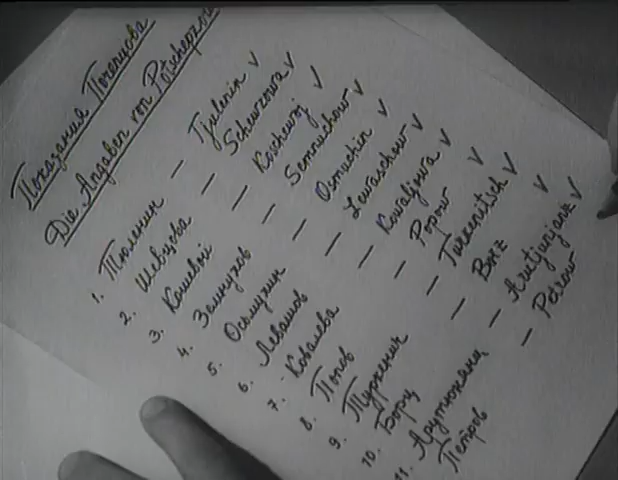 Показания Почепцова
Die Angaben von Potschepzow
1. Тюленин — Tjulenin ✓
2. Шевцова — Schewzowa ✓
3. Кошевой — Koschewoj ✓
4. Земнухов — Semnuchow ✓
5. Осьмухин — Osmuchin ✓
6. Левашов — Lewaschow ✓
7. Ковалева — Kowaljowa ✓
8. Попов — Popow ✓
9. Туркенич — Turkenitsch ✓
10. Борц — Borz ✓
11. Арутюнянц — Arutjunjanz ✓
Петров — Petrow